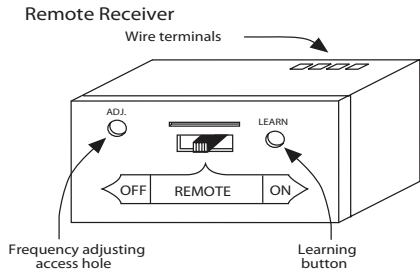 Remote Receiver
Wire terminals
ADJ.
LEARN
OFF REMOTE ON
Frequency adjusting
access hole
Learning
button